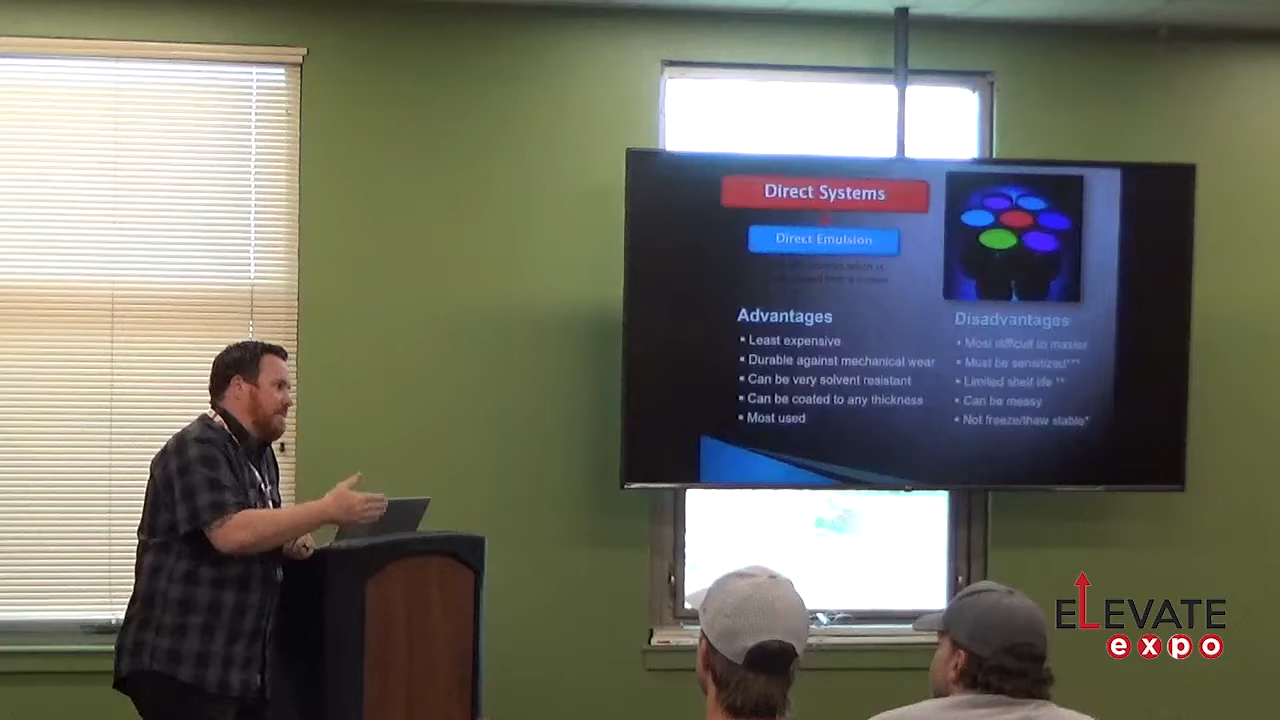 Direct Systems
Direct Emulsion
Advantages
▪ Least expensive
▪ Durable against mechanical wear
▪ Can be very solvent resistant
▪ Can be coated to any thickness
▪ Most used
Disadvantages
▪ Most difficult to master
▪ Must be sensitized***
▪ Limited shelf life **
▪ Can be messy
▪ Not freeze/thaw stable*
ELEVATE
expo